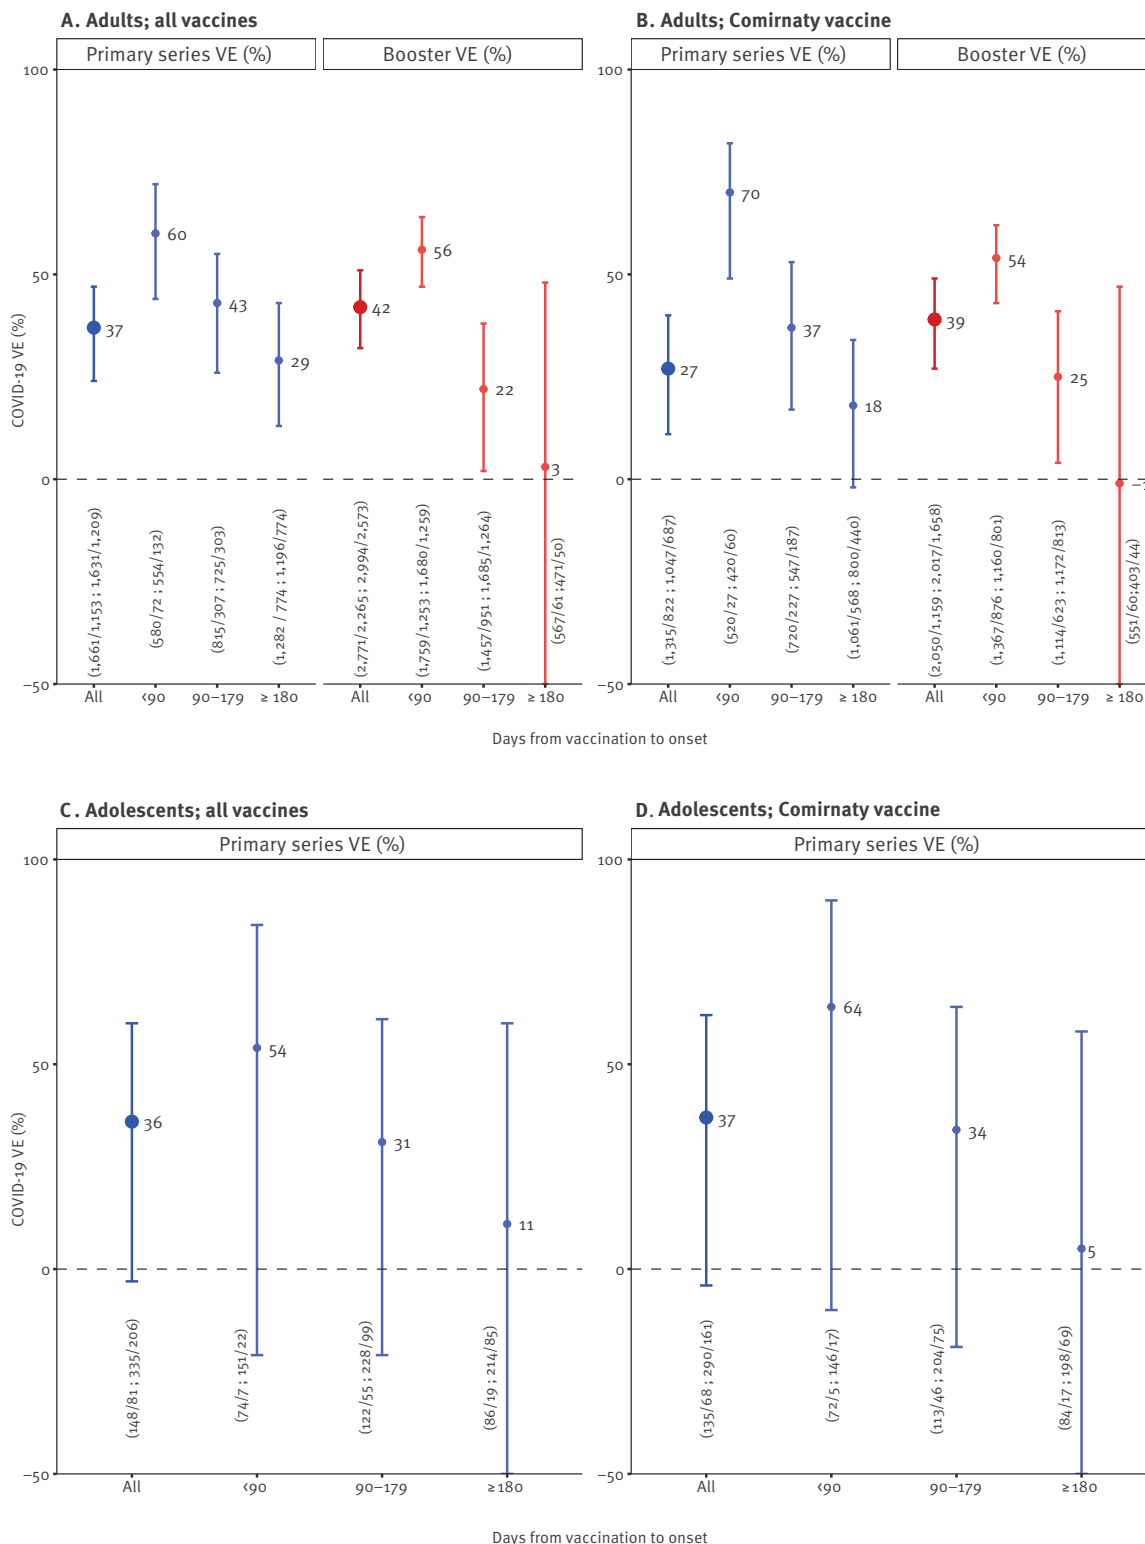 A. Adults; all vaccines
Primary series VE (%)
Booster VE (%)
COVID-19 VE (%)
100
50
0
−50
37
60
43
29
42
56
22
3
(1,661/1,153 ; 1,631/1,209)
(580/72 ; 554/132)
(815/307 ; 725/303)
(1,282 / 774 ; 1,196/774)
(2,771/2,265 ; 2,994/2,573)
(1,759/1,253 ; 1,680/1,259)
(1,457/951 ; 1,685/1,264)
(567/61 ;471/50)
All
<90
90–179
≥ 180
All
<90
90–179
≥ 180
B. Adults; Comirnaty vaccine
Primary series VE (%)
Booster VE (%)
100
50
0
−50
70
27
37
18
39
54
25
−1
(1,315/822 ; 1,047/687)
(520/27 ; 420/60)
(720/227 ; 547/187)
(1,061/568 ; 800/440)
(2,050/1,159 ; 2,017/1,658)
(1,367/876 ; 1,160/801)
(1,114/623 ; 1,172/813)
(551/60;403/44)
All
<90
90–179
≥ 180
All
<90
90–179
≥ 180
Days from vaccination to onset
C. Adolescents; all vaccines
Primary series VE (%)
COVID-19 VE (%)
100
50
0
−50
36
54
31
11
(148/81 ; 335/206)
(74/7 ; 151/22)
(122/55 ; 228/99)
(86/19 ; 214/85)
All
<90
90–179
≥ 180
D. Adolescents; Comirnaty vaccine
Primary series VE (%)
100
50
0
−50
37
64
34
5
(135/68 ; 290/161)
(72/5 ; 146/17)
(113/46 ; 204/75)
(84/17 ; 198/69)
All
<90
90–179
≥ 180
Days from vaccination to onset